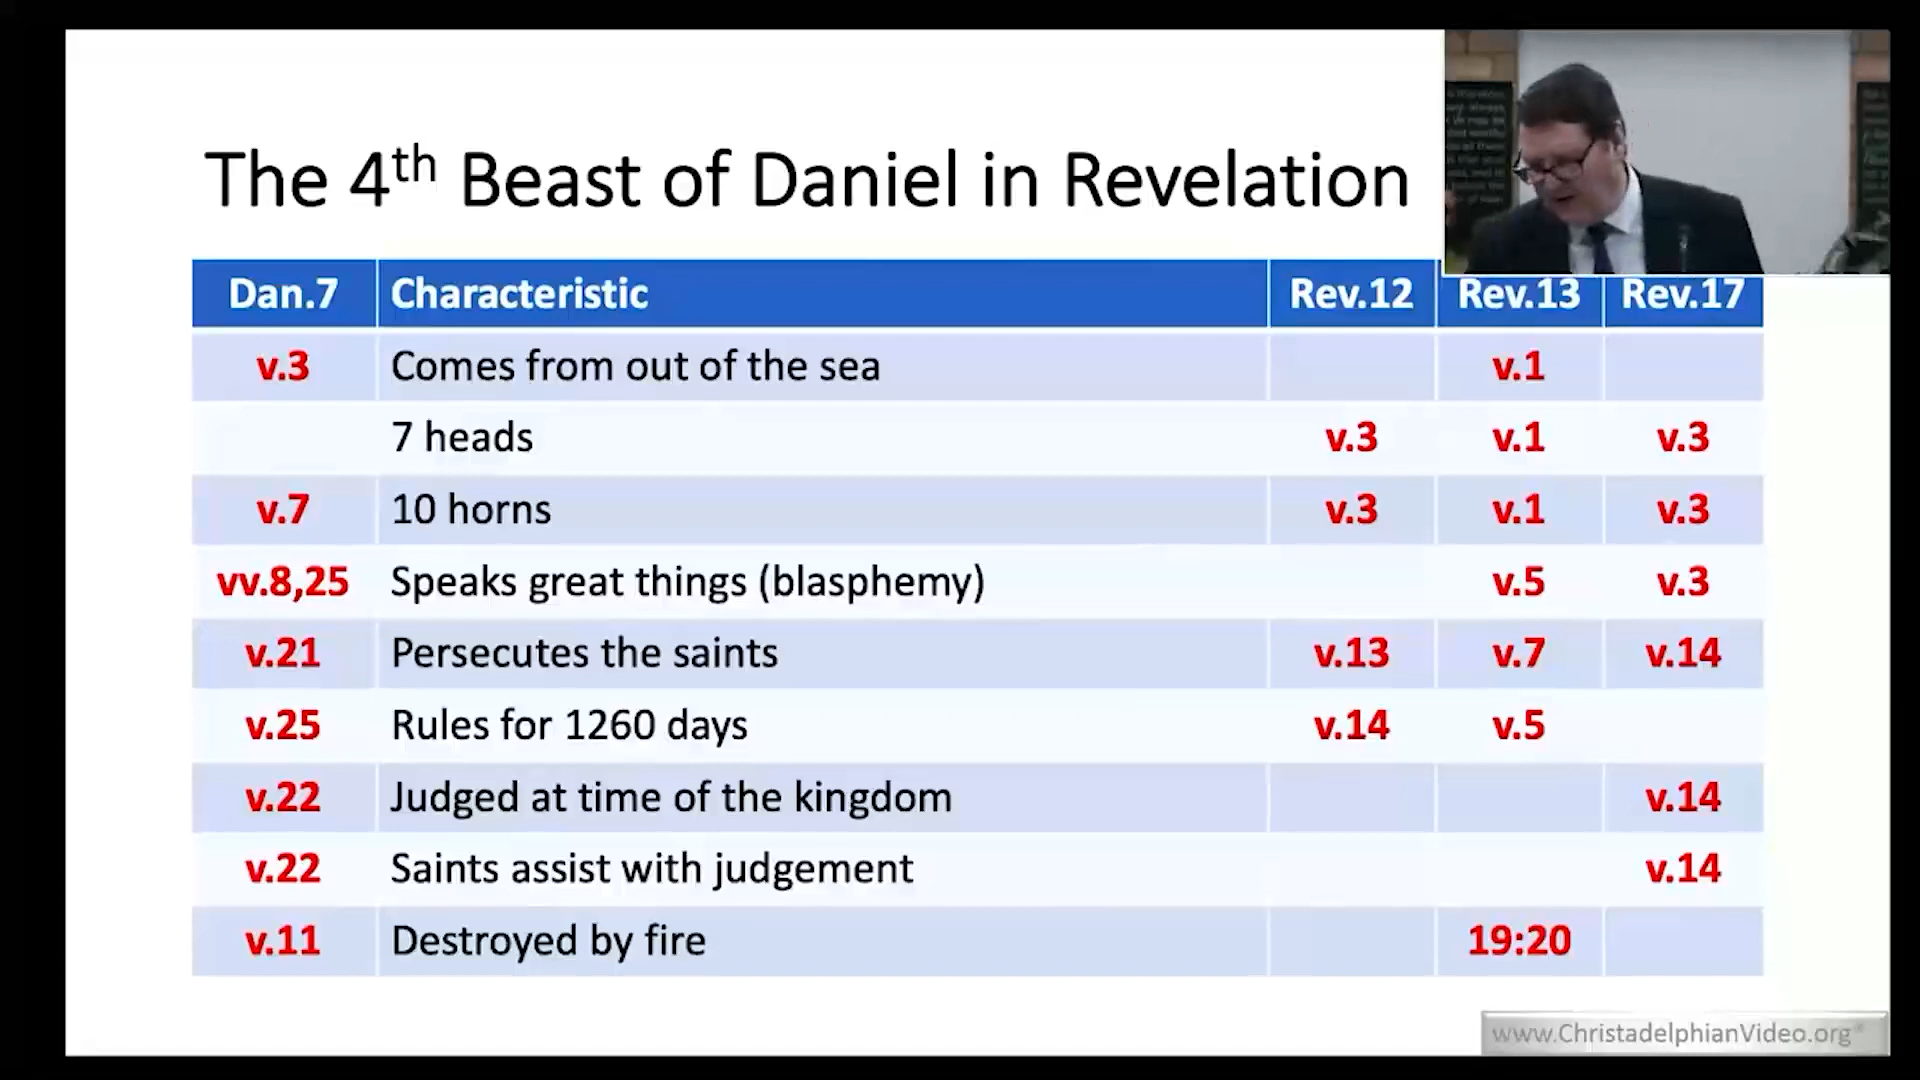 The 4th Beast of Daniel in Revelation
Dan.7 Characteristic Rev.12 Rev.13 Rev.17
v.3 Comes from out of the sea v.1
7 heads v.3 v.1 v.3
v.7 10 horns v.3 v.1 v.3
vv.8,25 Speaks great things (blasphemy) v.5 v.3
v.21 Persecutes the saints v.13 v.7 v.14
v.25 Rules for 1260 days v.14 v.5
v.22 Judged at time of the kingdom v.14
v.22 Saints assist with judgement v.14
v.11 Destroyed by fire 19:20
www.ChristadelphianVideo.org